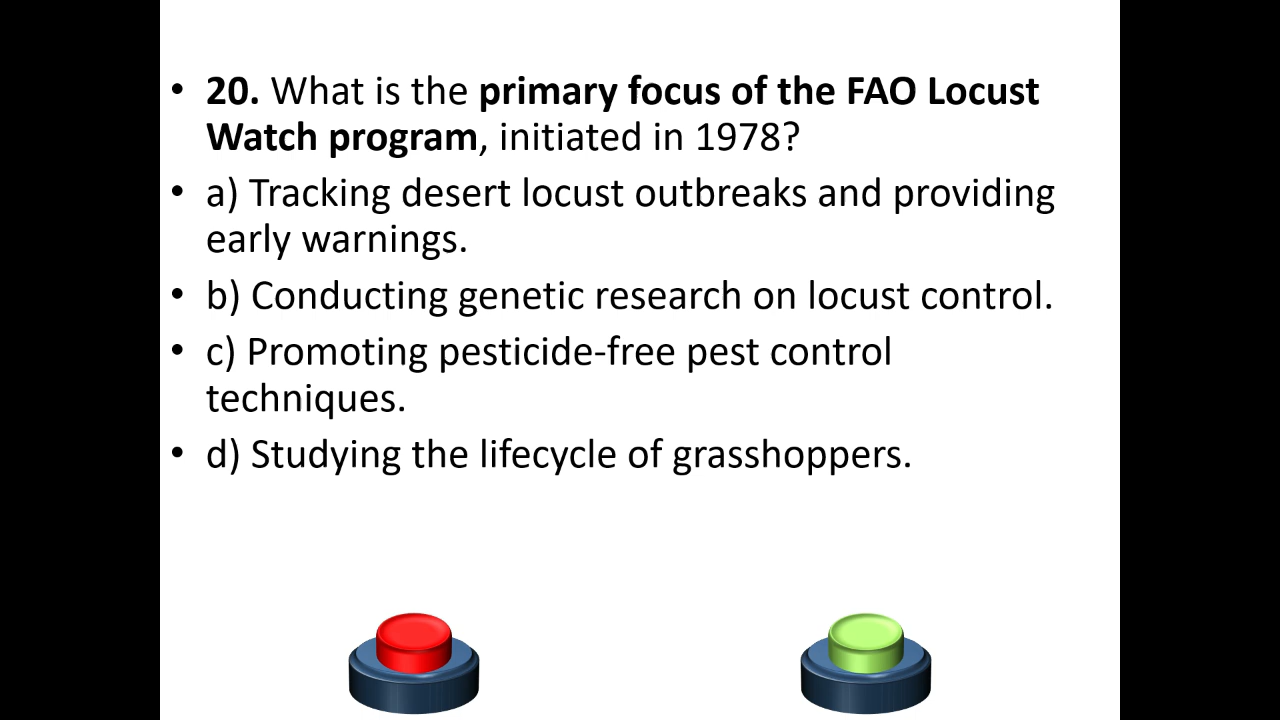 • 20. What is the primary focus of the FAO Locust
Watch program, initiated in 1978?
• a) Tracking desert locust outbreaks and providing
early warnings.
• b) Conducting genetic research on locust control.
• c) Promoting pesticide-free pest control
techniques.
• d) Studying the lifecycle of grasshoppers.